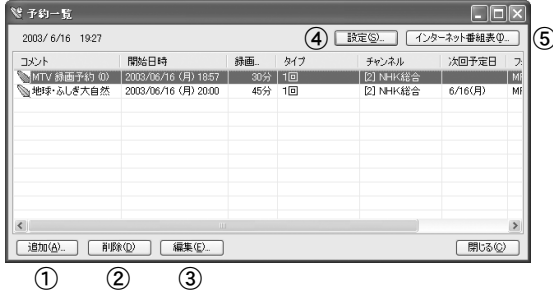 予約一覧
2003/ 6/16 19:27 ④ 設定(S)... インターネット番組表(I)... ⑤
コメント 開始日時 録画... タイプ チャンネル 次回予定日
MTV 録画予約 (0) 2003/06/16 (月) 18:57 30分 1回 [2] NHK総合
地球・ふしぎ大自然 2003/06/16 (月) 20:00 45分 1回 [2] NHK総合 6/16(月)
追加(A)... 削除(D) 編集(E)... 閉じる(C)
① ② ③